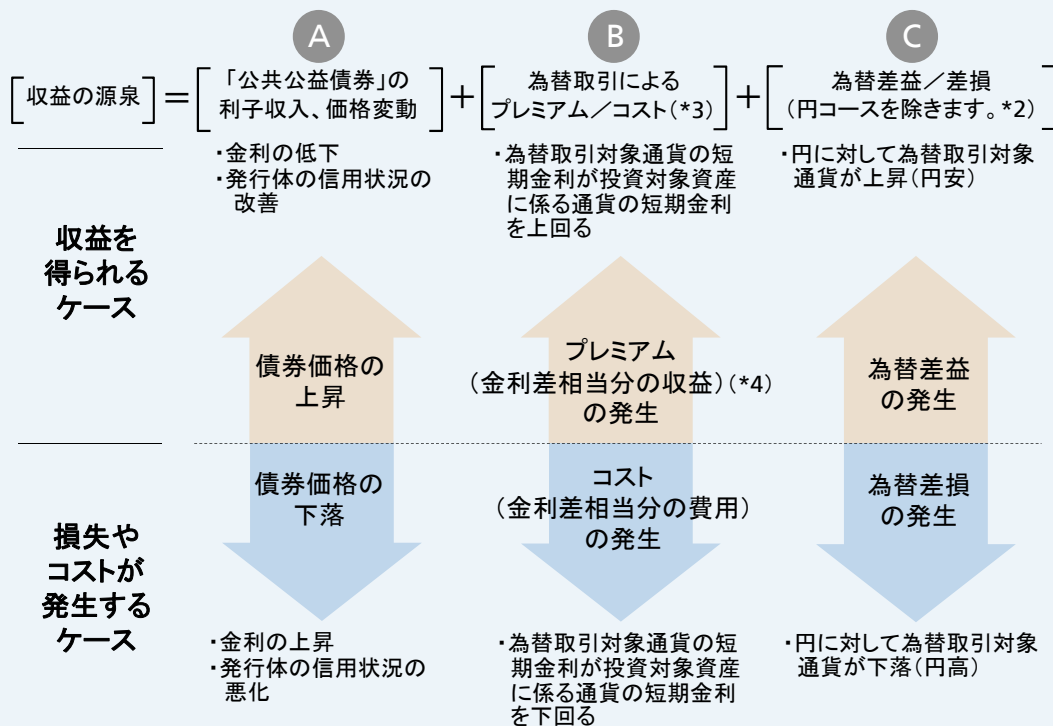 A
B
C
[収益の源泉]=[「公共公益債券」の
利子収入、価格変動]+[為替取引による
プレミアム／コスト(*3)]+[為替差益／差損
(円コースを除きます。*2)]
収益を
得られる
ケース
・金利の低下
・発行体の信用状況の
改善
・為替取引対象通貨の短
期金利が投資対象資産
に係る通貨の短期金利
を上回る
・円に対して為替取引対象
通貨が上昇(円安)
債券価格の
上昇
プレミアム
(金利差相当分の収益)(*4)
の発生
為替差益
の発生
損失や
コストが
発生する
ケース
債券価格の
下落
コスト
(金利差相当分の費用)
の発生
為替差損
の発生
・金利の上昇
・発行体の信用状況の
悪化
・為替取引対象通貨の短
期金利が投資対象資産
に係る通貨の短期金利
を下回る
・円に対して為替取引対象
通貨が下落(円高)